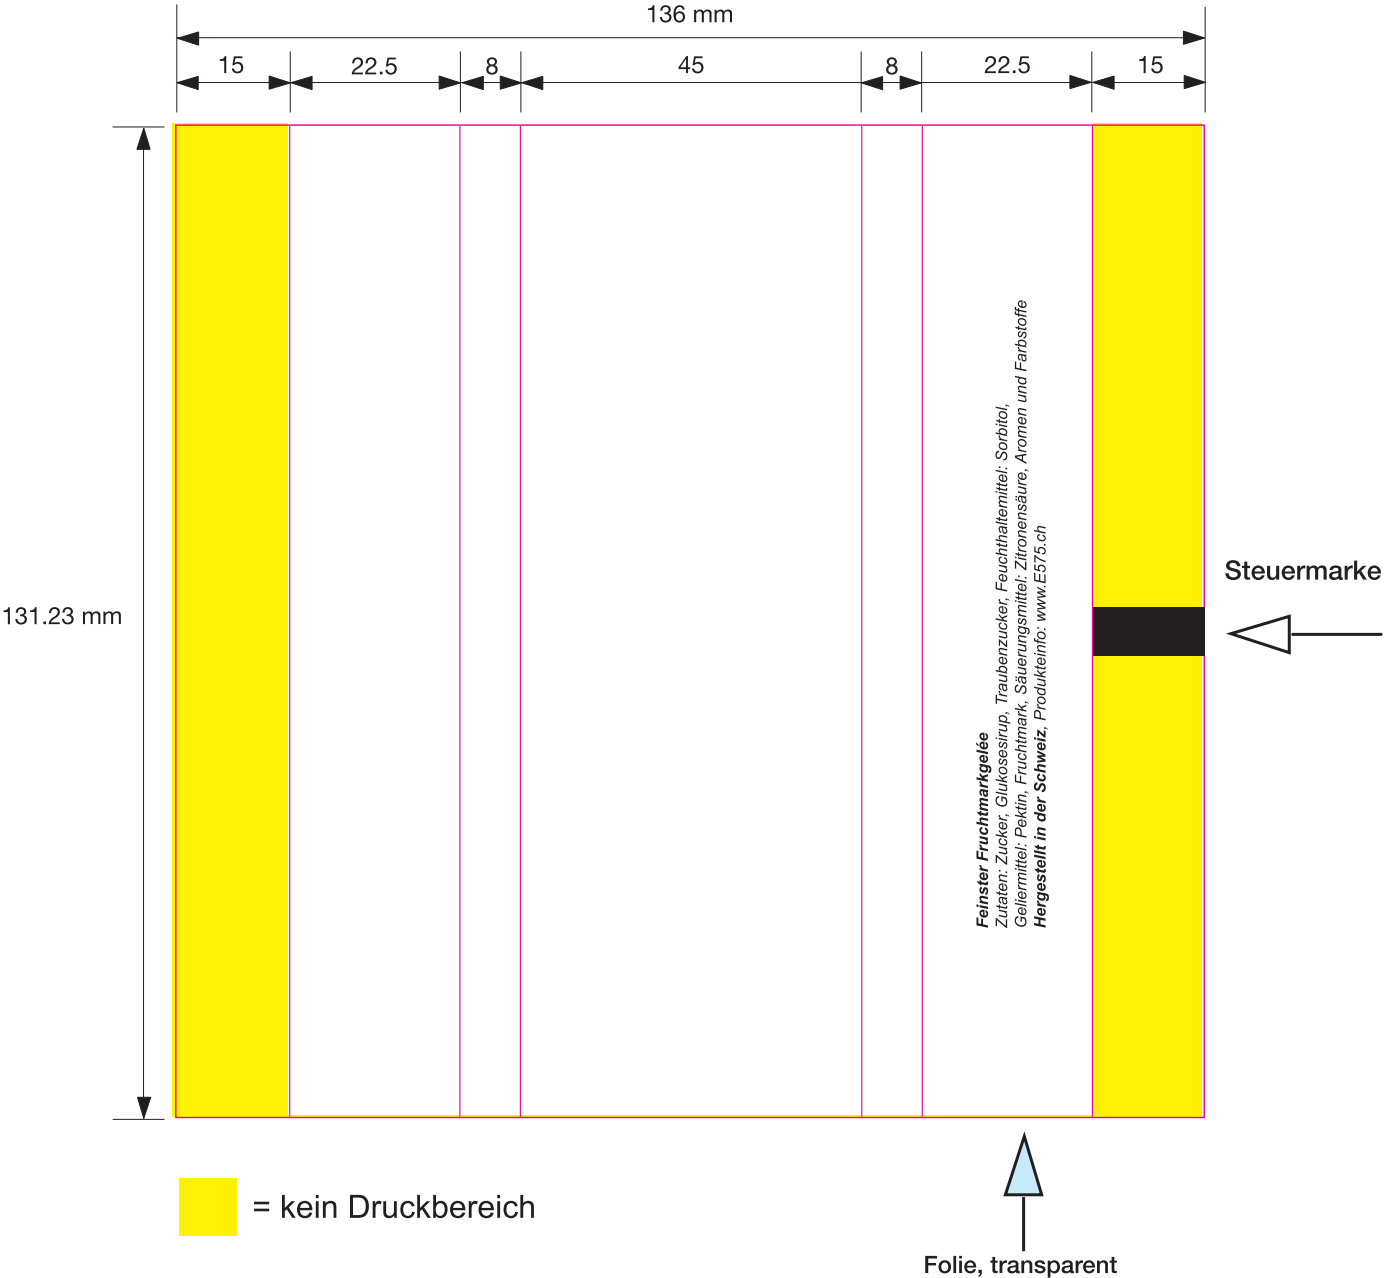 136 mm
15
22.5
8
45
8
22.5
15
131.23 mm
Feinster Fruchtmarkgelée
Zutaten: Zucker, Glukosesirup, Traubenzucker, Feuchthaltemittel: Sorbitol,
Geliermittel: Pektin, Fruchtmark, Säuerungsmittel: Zitronensäure, Aromen und Farbstoffe
Hergestellt in der Schweiz, Produkteinfo: www.E575.ch
Steuermarke
= kein Druckbereich
Folie, transparent